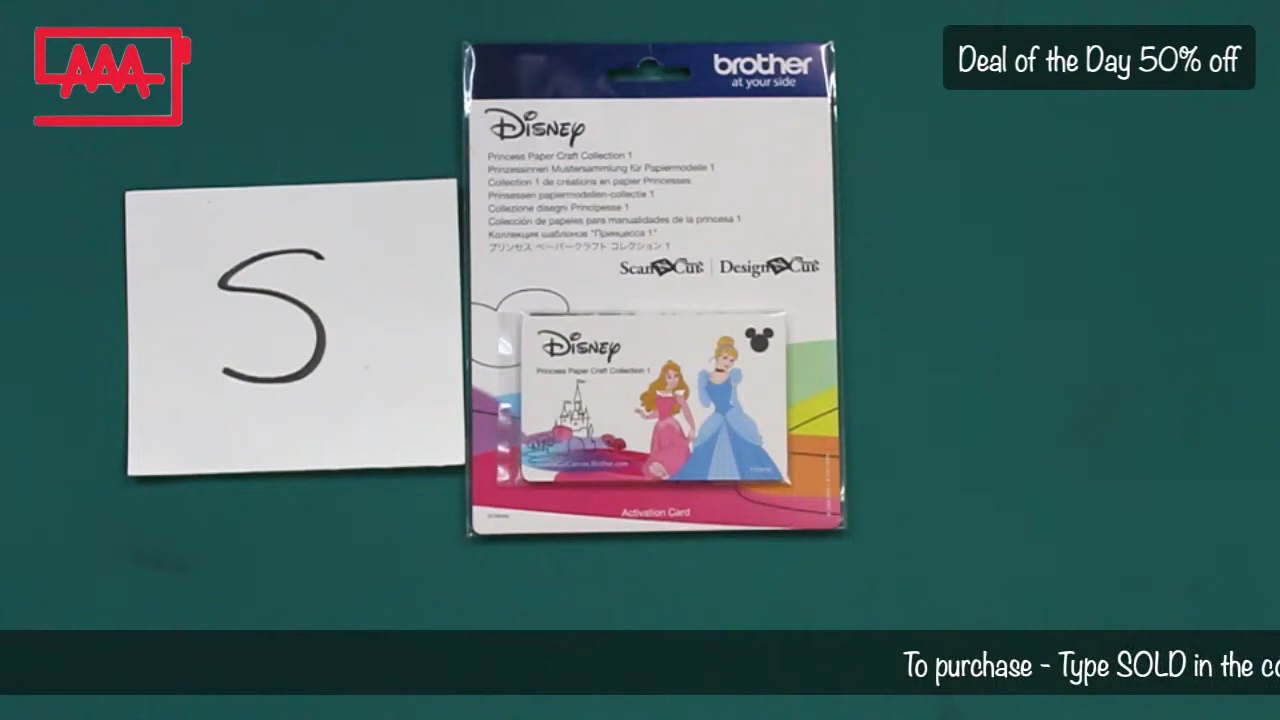 AAA
Deal of the Day 50% off
brother
at your side
Disney
Princess Paper Craft Collection 1
Prinzessinnen Mustersammlung für Papiermodelle 1
Collection 1 de créations en papier Princesses
Prinsessen papiermodellen-collectie 1
Collezione disegni Principesse 1
Colección de papeles para manualidades de la princesa 1
Коллекция шаблонов "Принцесса 1"
プリンセス ペーパークラフト コレクション 1
ScanNCut | DesignNCut
S
Disney
Princess Paper Craft Collection 1
Activation Card
©Disney
To purchase - Type SOLD in the co